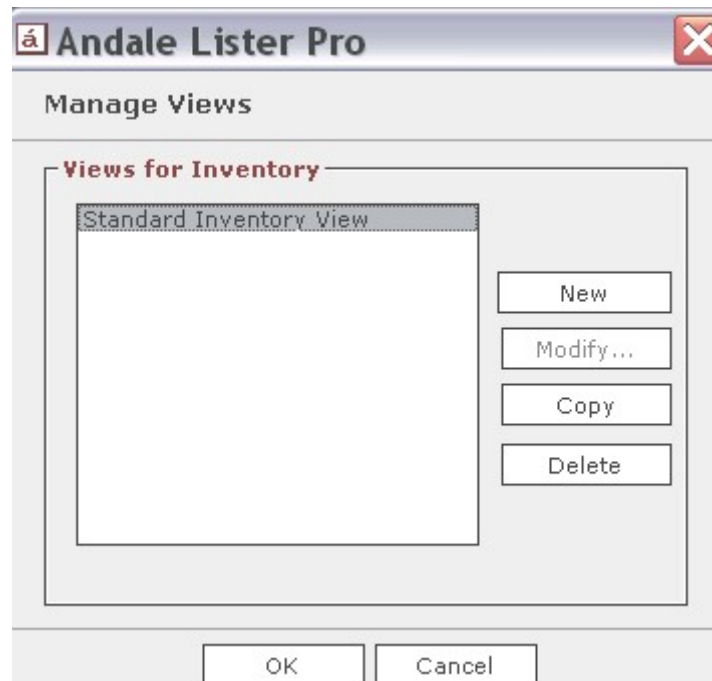 á Andale Lister Pro
Manage Views
Views for Inventory
Standard Inventory View
New
Modify...
Copy
Delete
OK
Cancel